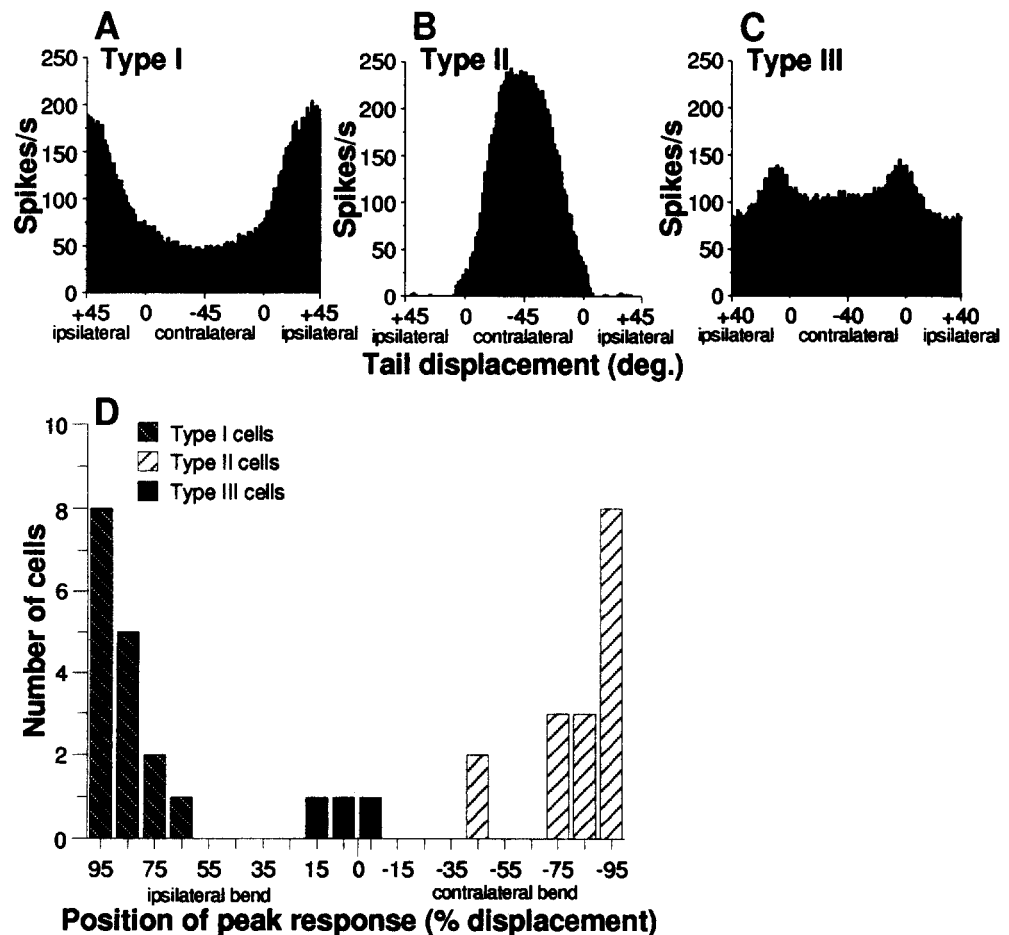 A
Type I
250
200
150
100
50
0
Spikes/s
+45 0 -45 0 +45
ipsilateral contralateral ipsilateral
B
Type II
250
200
150
100
50
0
Spikes/s
+45 0 -45 0 +45
ipsilateral contralateral ipsilateral
C
Type III
250
200
150
100
50
0
Spikes/s
+40 0 -40 0 +40
ipsilateral contralateral ipsilateral
Tail displacement (deg.)
D
Type I cells
Type II cells
Type III cells
10
8
6
4
2
0
Number of cells
95 75 55 35 15 0 -15 -35 -55 -75 -95
ipsilateral bend contralateral bend
Position of peak response (% displacement)